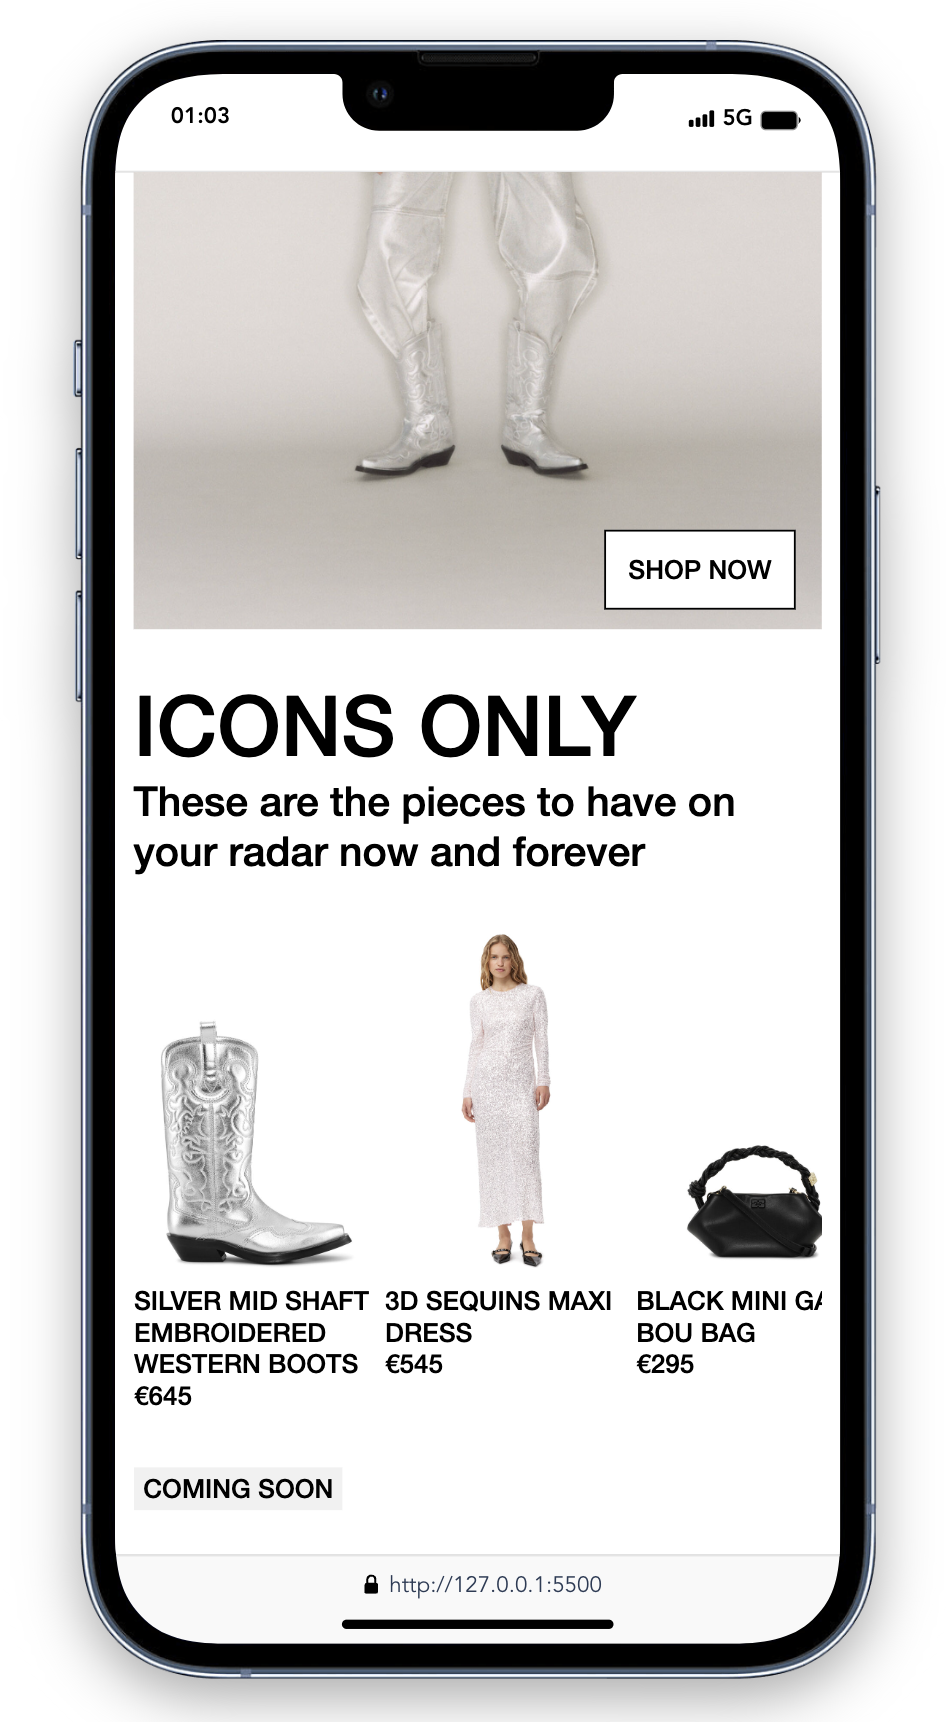 01:03
5G
SHOP NOW
ICONS ONLY
These are the pieces to have on
your radar now and forever
SILVER MID SHAFT
EMBROIDERED
WESTERN BOOTS
€645
3D SEQUINS MAXI
DRESS
€545
BLACK MINI
BOU BAG
€295
COMING SOON
http://127.0.0.1:5500